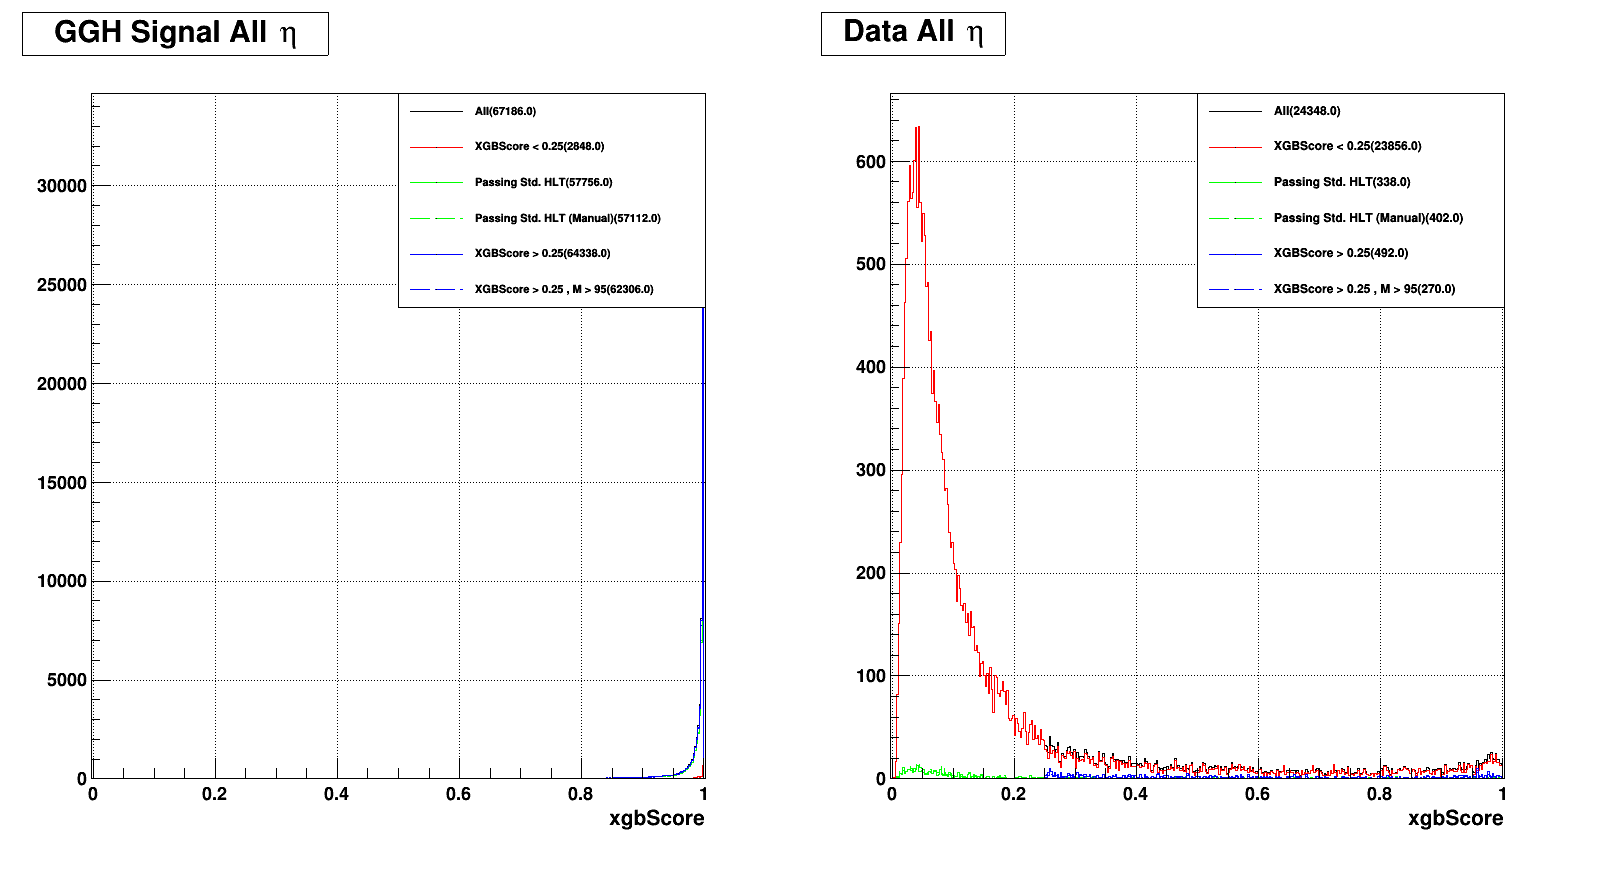 GGH Signal All η
All(67186.0)
XGBScore < 0.25(2848.0)
Passing Std. HLT(57756.0)
Passing Std. HLT (Manual)(57112.0)
XGBScore > 0.25(64338.0)
XGBScore > 0.25 , M > 95(62306.0)
30000
25000
20000
15000
10000
5000
0
0 0.2 0.4 0.6 0.8 1
xgbScore
Data All η
All(24348.0)
XGBScore < 0.25(23856.0)
Passing Std. HLT(338.0)
Passing Std. HLT (Manual)(402.0)
XGBScore > 0.25(492.0)
XGBScore > 0.25 , M > 95(270.0)
600
500
400
300
200
100
0
0 0.2 0.4 0.6 0.8 1
xgbScore